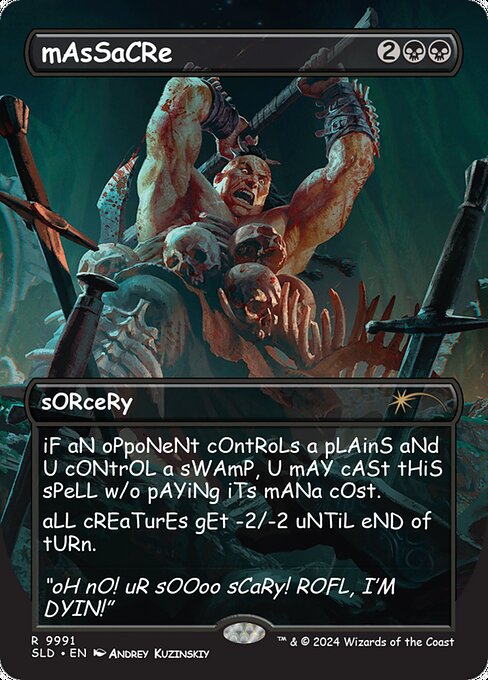 mAsSaCRe 2
sORceRy
iF aN oPpoNeNt cOntRoLs a pLAinS aNd
U cONtrOL a sWAmP, U mAY cASt tHiS
sPeLL w/o pAYiNg iTs mANa cOst.
aLL cREaTurEs gEt -2/-2 uNTiL eND of
tURn.
"oH nO! uR sOOoo sCaRy! ROFL, I'M
DYIN!"
R 9991
SLD • EN Andrey Kuzinskiy
™ & © 2024 Wizards of the Coast